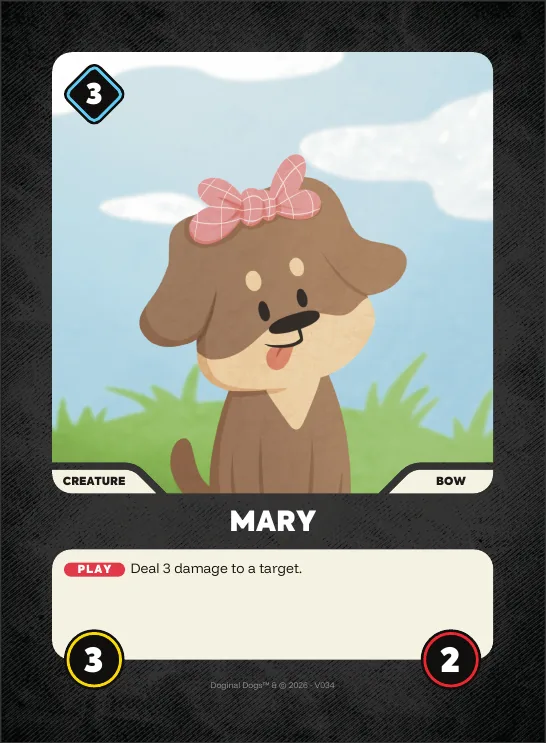 3
CREATURE
BOW
MARY
PLAY Deal 3 damage to a target.
3
2
Doginal Dogs™ & © 2026 · V034